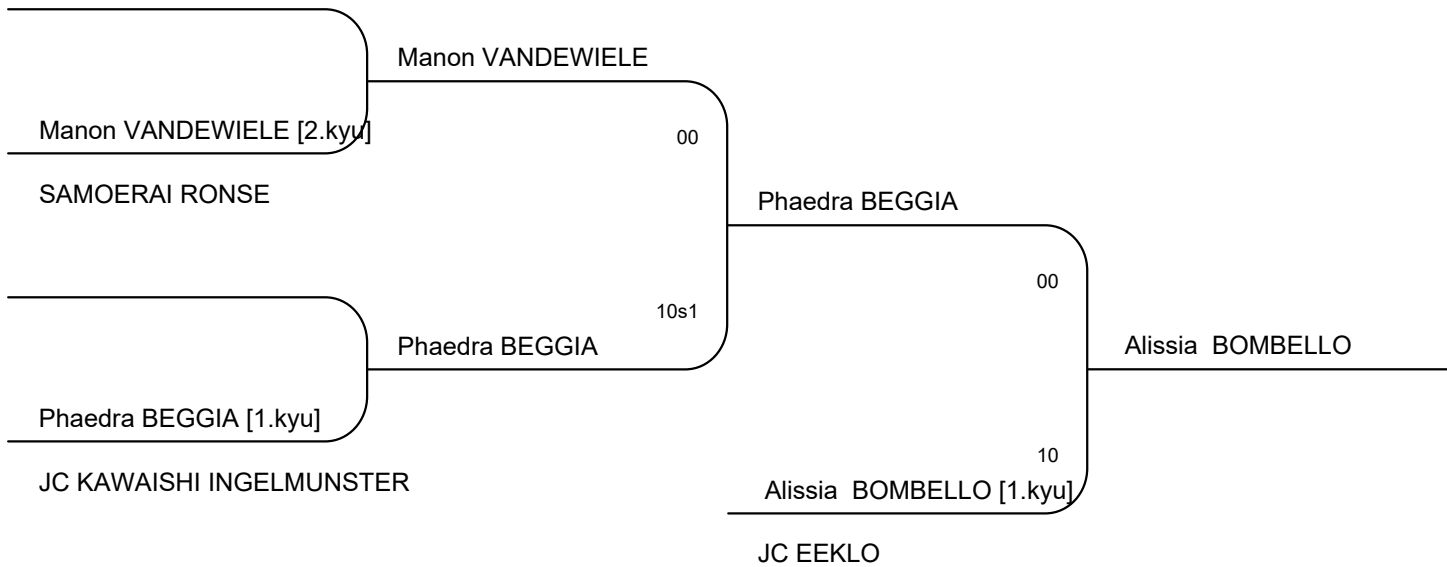 Manon VANDEWIELE
Manon VANDEWIELE [2.kyu]
00
SAMOERAI RONSE
Phaedra BEGGIA
00
10s1
Phaedra BEGGIA
Alissia  BOMBELLO
Phaedra BEGGIA [1.kyu]
10
JC KAWAISHI INGELMUNSTER
Alissia  BOMBELLO [1.kyu]
JC EEKLO